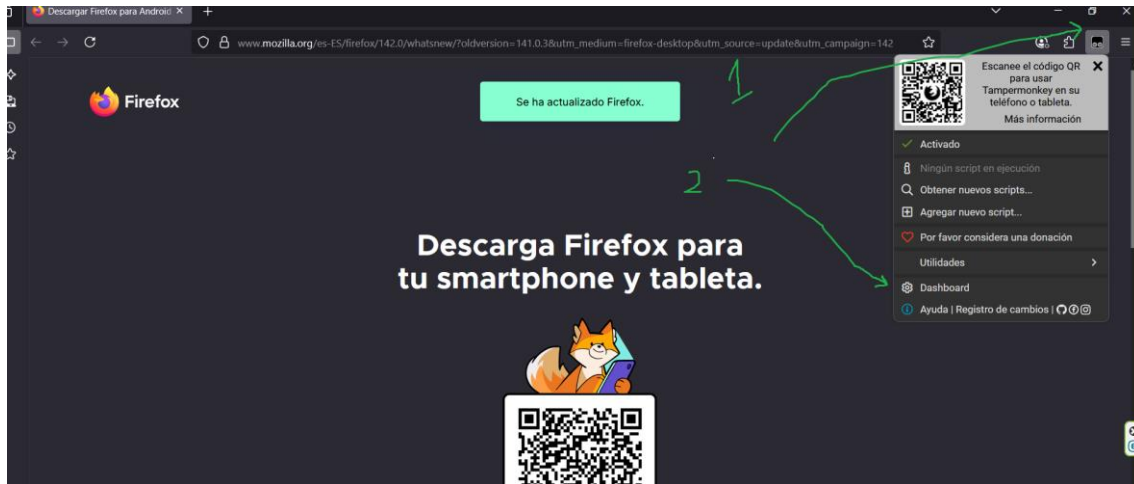 Descargar Firefox para Android
www.mozilla.org/es-ES/firefox/142.0/whatsnew/?oldversion=141.0.3&utm_medium=firefox-desktop&utm_source=update&utm_campaign=142
Firefox
Se ha actualizado Firefox.
1
2
Descarga Firefox para
tu smartphone y tableta.
Escanee el código QR
para usar
Tampermonkey en su
teléfono o tableta.
Más información
Activado
Ningún script en ejecución
Obtener nuevos scripts...
Agregar nuevo script...
Por favor considera una donación
Utilidades
Dashboard
Ayuda | Registro de cambios |